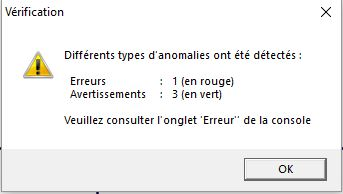 Vérification
Différents types d'anomalies ont été détectés :
Erreurs : 1 (en rouge)
Avertissements : 3 (en vert)
Veuillez consulter l'onglet 'Erreur'' de la console
OK